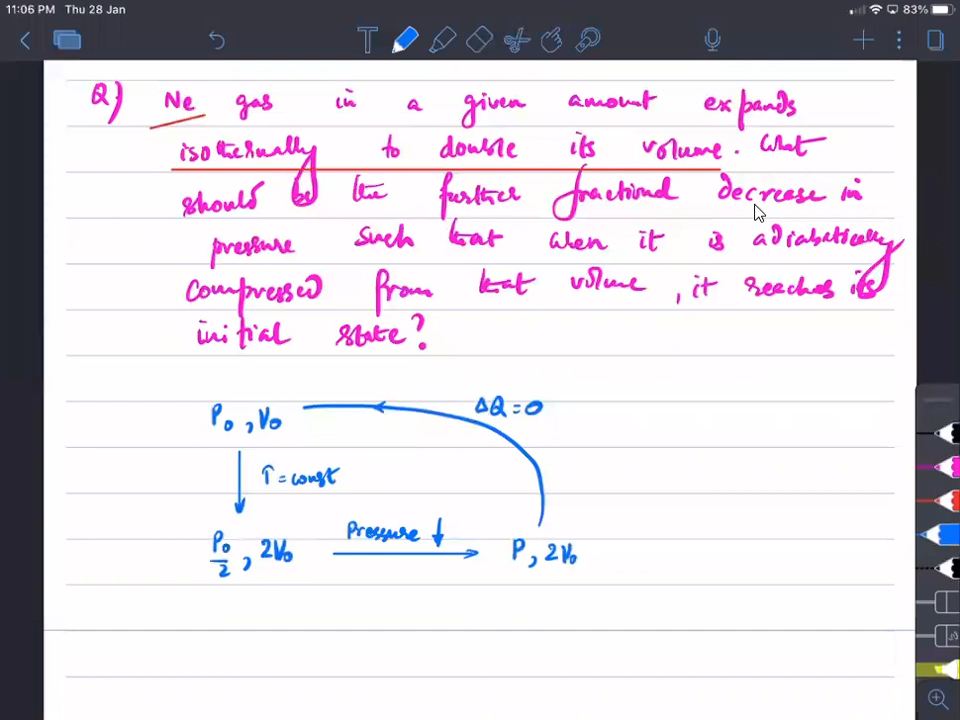 11:06 PM Thu 28 Jan
83%
Q) Ne gas in a given amount expands
isothermally to double its volume. What
should be the further fractional decrease in
pressure such that when it is adiabatically
compressed from that volume, it reaches its
initial state?
P₀, V₀
ΔQ = 0
T = const
P₀/2, 2V₀
Pressure ↓
P, 2V₀